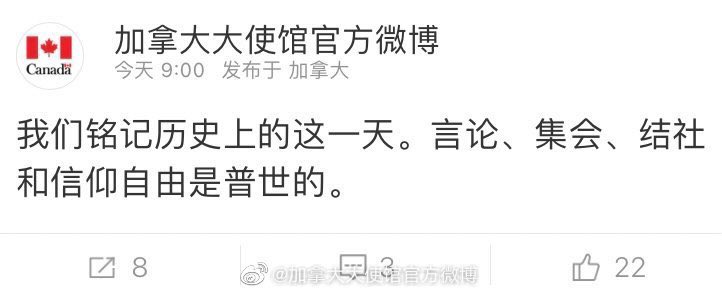 加拿大大使馆官方微博
Canada
今天 9:00 发布于 加拿大
我们铭记历史上的这一天。言论、集会、结社
和信仰自由是普世的。
8 3 22
@加拿大大使馆官方微博